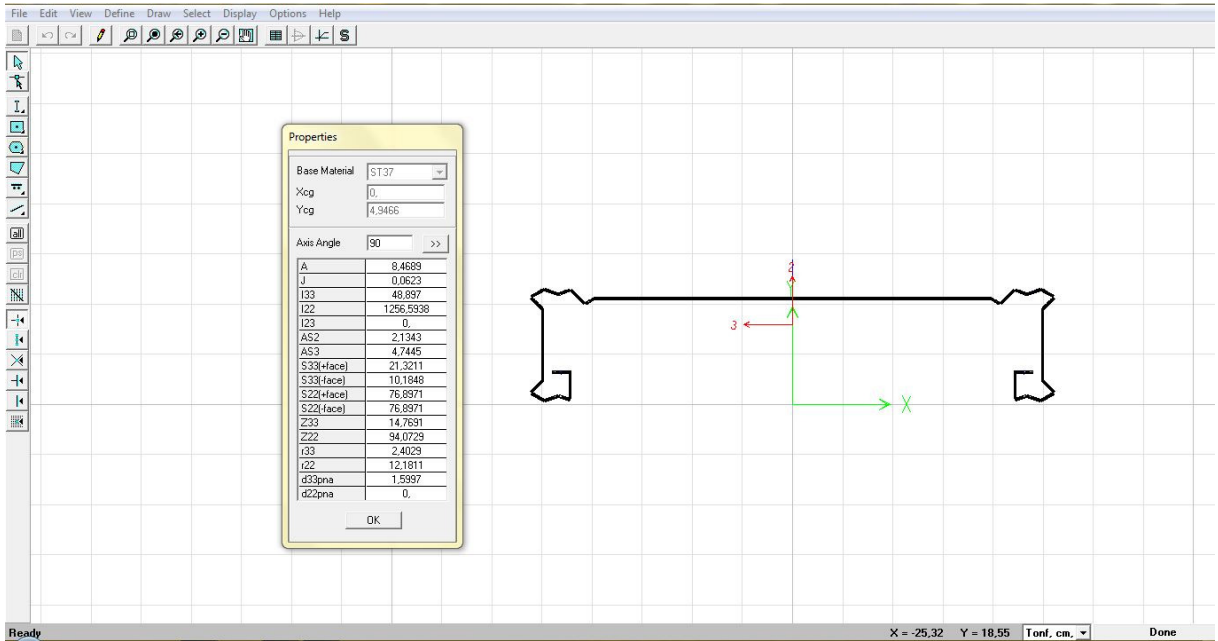 File Edit View Define Draw Select Display Options Help
S
I
all
ps
clr
Properties
Base Material ST37
Xcg 0,
Ycg 4,9466
Axis Angle 90 >>
A 8,4689
J 0,0623
I33 48,897
I22 1256,5938
I23 0,
AS2 2,1343
AS3 4,7445
S33(+face) 21,3211
S33(-face) 10,1848
S22(+face) 76,8971
S22(-face) 76,8971
Z33 14,7691
Z22 94,0729
r33 2,4029
r22 12,1811
d33pna 1,5997
d22pna 0,
OK
2
Y
3
X
Ready X = -25,32 Y = 18,55 Tonf, cm, Done